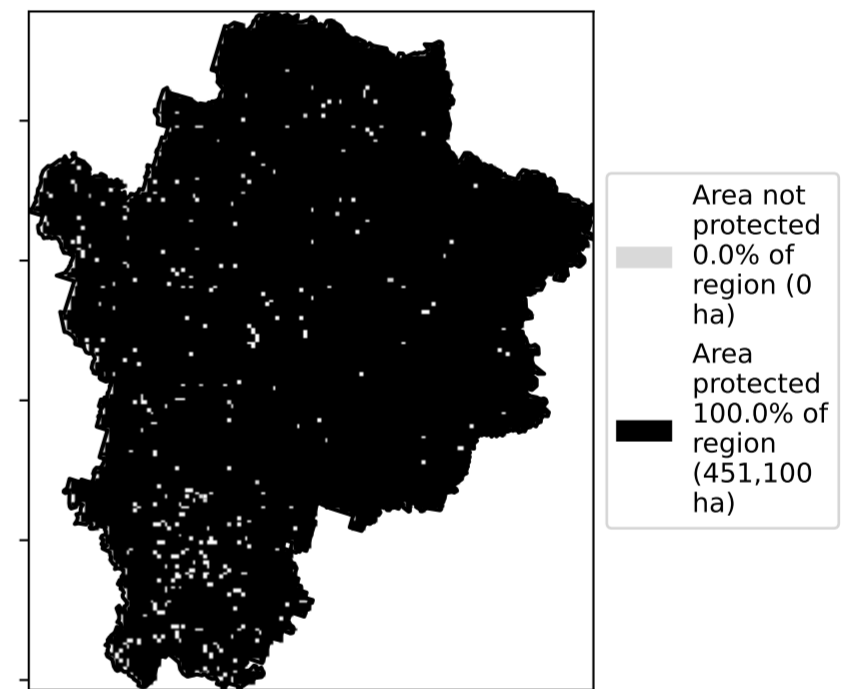 Area not
protected
0.0% of
region (0
ha)
Area
protected
100.0% of
region
(451,100
ha)